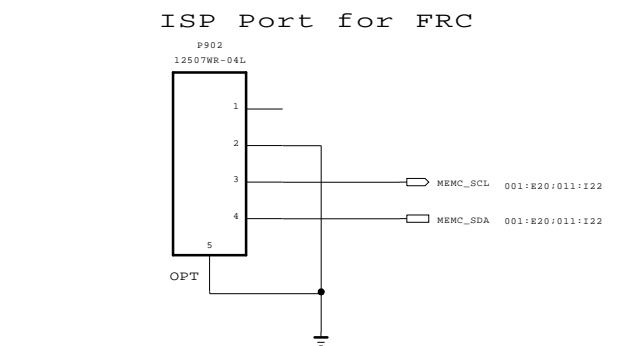 ISP Port for FRC
P902
12507WR-04L
1
2
3
MEMC_SCL 001:E20;011:I22
4
MEMC_SDA 001:E20;011:I22
5
OPT